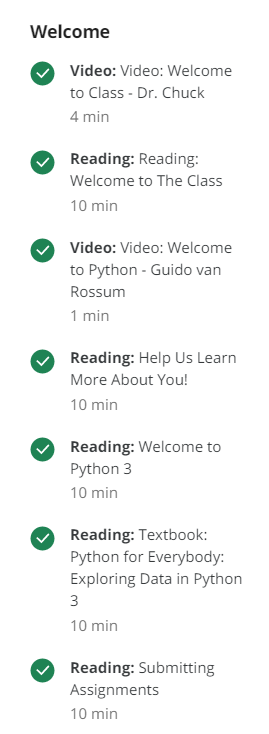 Welcome
Video: Video: Welcome
to Class - Dr. Chuck
4 min
Reading: Reading:
Welcome to The Class
10 min
Video: Video: Welcome
to Python - Guido van
Rossum
1 min
Reading: Help Us Learn
More About You!
10 min
Reading: Welcome to
Python 3
10 min
Reading: Textbook:
Python for Everybody:
Exploring Data in Python
3
10 min
Reading: Submitting
Assignments
10 min